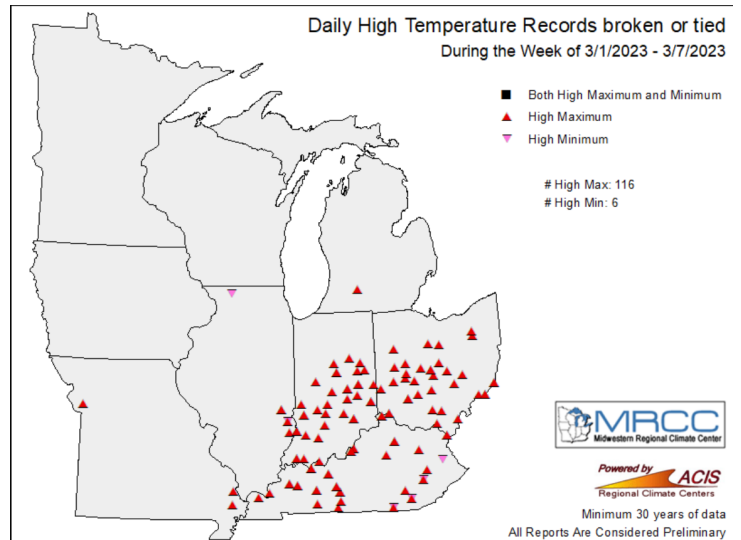 Daily High Temperature Records broken or tied
During the Week of 3/1/2023 - 3/7/2023
Both High Maximum and Minimum
High Maximum
High Minimum
# High Max: 116
# High Min: 6
MRCC
Midwestern Regional Climate Center
Powered by ACIS
Regional Climate Centers
Minimum 30 years of data
All Reports Are Considered Preliminary